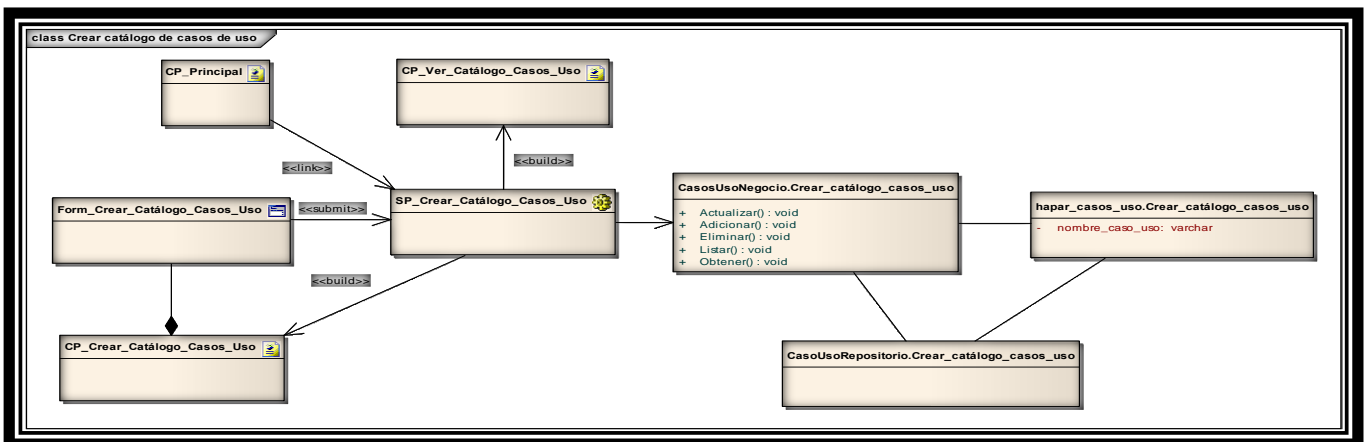 class Crear catálogo de casos de uso
CP_Principal
CP_Ver_Catálogo_Casos_Uso
<<link>>
<<build>>
Form_Crear_Catálogo_Casos_Uso
<<submit>>
SP_Crear_Catálogo_Casos_Uso
CasosUsoNegocio.Crear_catálogo_casos_uso
+ Actualizar() : void
+ Adicionar() : void
+ Eliminar() : void
+ Listar() : void
+ Obtener() : void
hapar_casos_uso.Crear_catálogo_casos_uso
- nombre_caso_uso: varchar
<<build>>
CP_Crear_Catálogo_Casos_Uso
CasoUsoRepositorio.Crear_catálogo_casos_uso